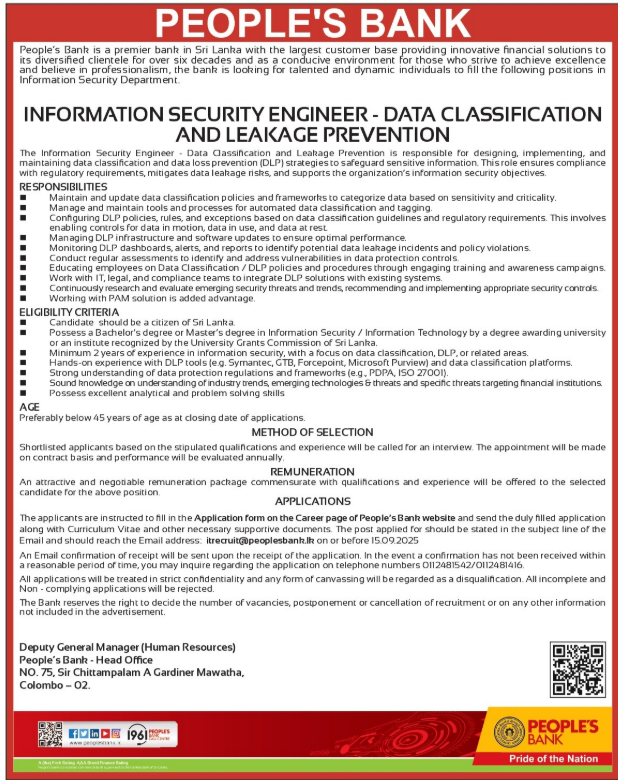 PEOPLE'S BANK
People's Bank is a premier bank in Sri Lanka with the largest customer base providing innovative financial solutions to
its diversified clientele for over six decades and as a conducive environment for those who strive to achieve excellence
and believe in professionalism, the bank is looking for talented and dynamic individuals to fill the following positions in
Information Security Department.
INFORMATION SECURITY ENGINEER - DATA CLASSIFICATION
AND LEAKAGE PREVENTION
The Information Security Engineer - Data Classification and Leakage Prevention is responsible for designing, implementing, and
maintaining data classification and data loss prevention (DLP) strategies to safeguard sensitive information. This role ensures compliance
with regulatory requirements, mitigates data leakage risks, and supports the organization's information security objectives.
RESPONSIBILITIES
■ Maintain and update data classification policies and frameworks to categorize data based on sensitivity and criticality.
■ Manage and maintain tools and processes for automated data classification and tagging.
■ Configuring DLP policies, rules, and exceptions based on data classification guidelines and regulatory requirements. This involves
enabling controls for data in motion, data in use, and data at rest.
■ Managing DLP infrastructure and software updates to ensure optimal performance.
■ Monitoring DLP dashboards, alerts, and reports to identify potential data leakage incidents and policy violations.
■ Conduct regular assessments to identify and address vulnerabilities in data protection controls.
■ Educating employees on Data Classification / DLP policies and procedures through engaging training and awareness campaigns.
■ Work with IT, legal, and compliance teams to integrate DLP solutions with existing systems.
■ Continuously research and evaluate emerging security threats and trends, recommending and implementing appropriate security controls.
■ Working with PAM solution is added advantage.
ELIGIBILITY CRITERIA
■ Candidate should be a citizen of Sri Lanka.
■ Possess a Bachelor's degree or Master's degree in Information Security / Information Technology by a degree awarding university
or an institute recognized by the University Grants Commission of Sri Lanka.
■ Minimum 2 years of experience in information security, with a focus on data classification, DLP, or related areas.
■ Hands-on experience with DLP tools (e.g. Symantec, GTB, Forcepoint, Microsoft Purview) and data classification platforms.
■ Strong understanding of data protection regulations and frameworks (e.g., PDPA, ISO 27001).
■ Sound knowledge on understanding of industry trends, emerging technologies & threats and specific threats targeting financial institutions.
■ Possess excellent analytical and problem solving skills
AGE
Preferably below 45 years of age as at closing date of applications.
METHOD OF SELECTION
Shortlisted applicants based on the stipulated qualifications and experience will be called for an interview. The appointment will be made
on contract basis and performance will be evaluated annually.
REMUNERATION
An attractive and negotiable remuneration package commensurate with qualifications and experience will be offered to the selected
candidate for the above position.
APPLICATIONS
The applicants are instructed to fill in the Application form on the Career page of People's Bank website and send the duly filled application
along with Curriculum Vitae and other necessary supportive documents. The post applied for should be stated in the subject line of the
Email and should reach the Email address: itrecruit@peoplesbank.lk on or before 15.09.2025
An Email confirmation of receipt will be sent upon the receipt of the application. In the event a confirmation has not been received within
a reasonable period of time, you may inquire regarding the application on telephone numbers 0112481542/0112481416.
All applications will be treated in strict confidentiality and any form of canvassing will be regarded as a disqualification. All incomplete and
Non - complying applications will be rejected.
The Bank reserves the right to decide the number of vacancies, postponement or cancellation of recruitment or on any other information
not included in the advertisement.
Deputy General Manager (Human Resources)
People's Bank - Head Office
NO. 75, Sir Chittampalam A Gardiner Mawatha,
Colombo – 02.
www.peoplesbank.lk
1961 PEOPLE'S BANK
PEOPLE'S
BANK
Pride of the Nation